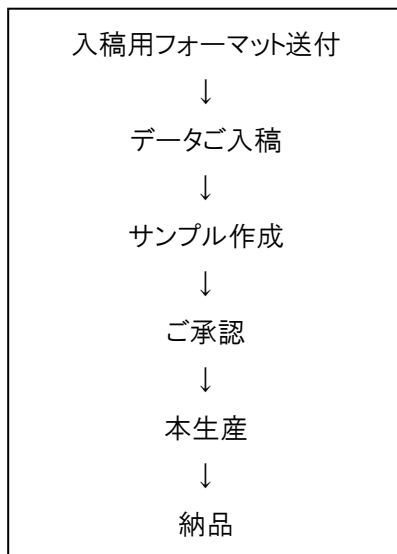 入稿用フォーマット送付
↓
データご入稿
↓
サンプル作成
↓
ご承認
↓
本生産
↓
納品